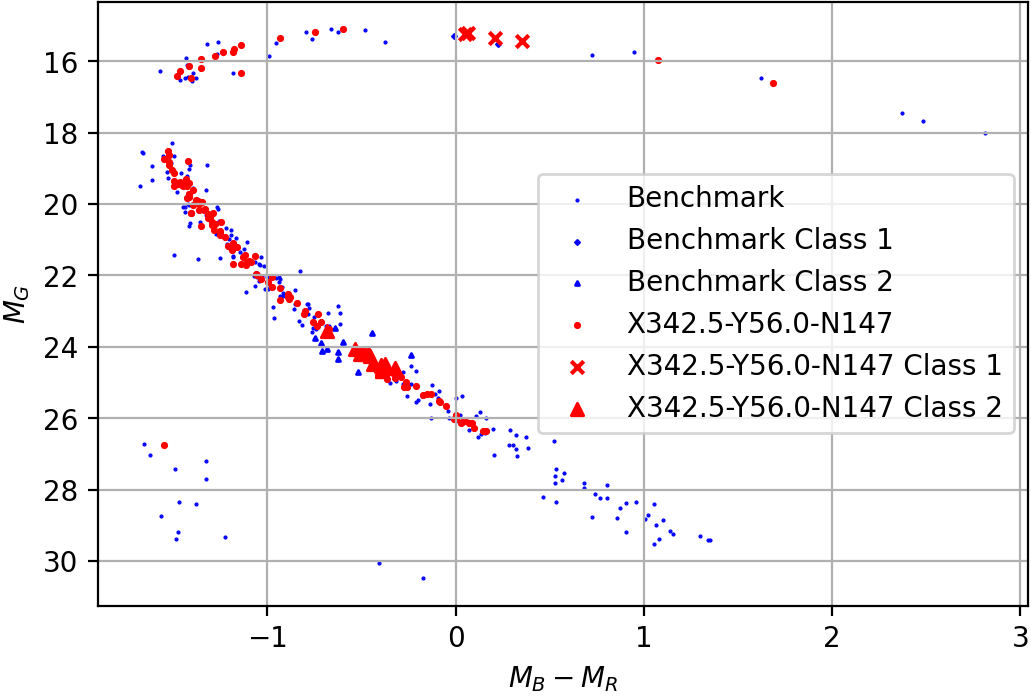 16
18
20
22
24
26
28
30
M_G
−1
0
1
2
3
M_B − M_R
Benchmark
Benchmark Class 1
Benchmark Class 2
X342.5-Y56.0-N147
X342.5-Y56.0-N147 Class 1
X342.5-Y56.0-N147 Class 2